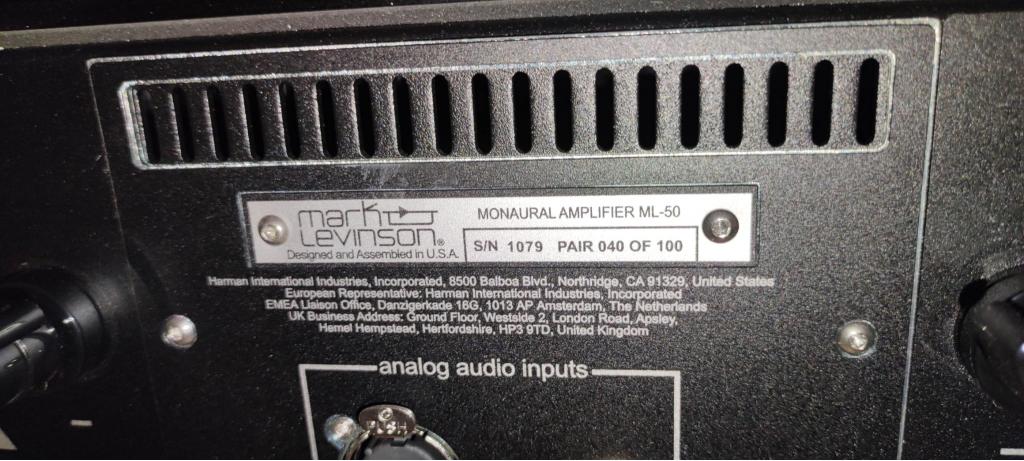 mark
LEVINSON®
Designed and Assembled in U.S.A.
MONAURAL AMPLIFIER ML-50
S/N 1079 PAIR 040 OF 100
Harman International Industries, Incorporated, 8500 Balboa Blvd., Northridge, CA 91329, United States
European Representative: Harman International Industries, Incorporated
EMEA Liaison Office, Danzigerkade 16G, 1013 AP Amsterdam, The Netherlands
UK Business Address: Ground Floor, Westside 2, London Road, Apsley,
Hemel Hempstead, Hertfordshire, HP3 9TD, United Kingdom
analog audio inputs
PUSH